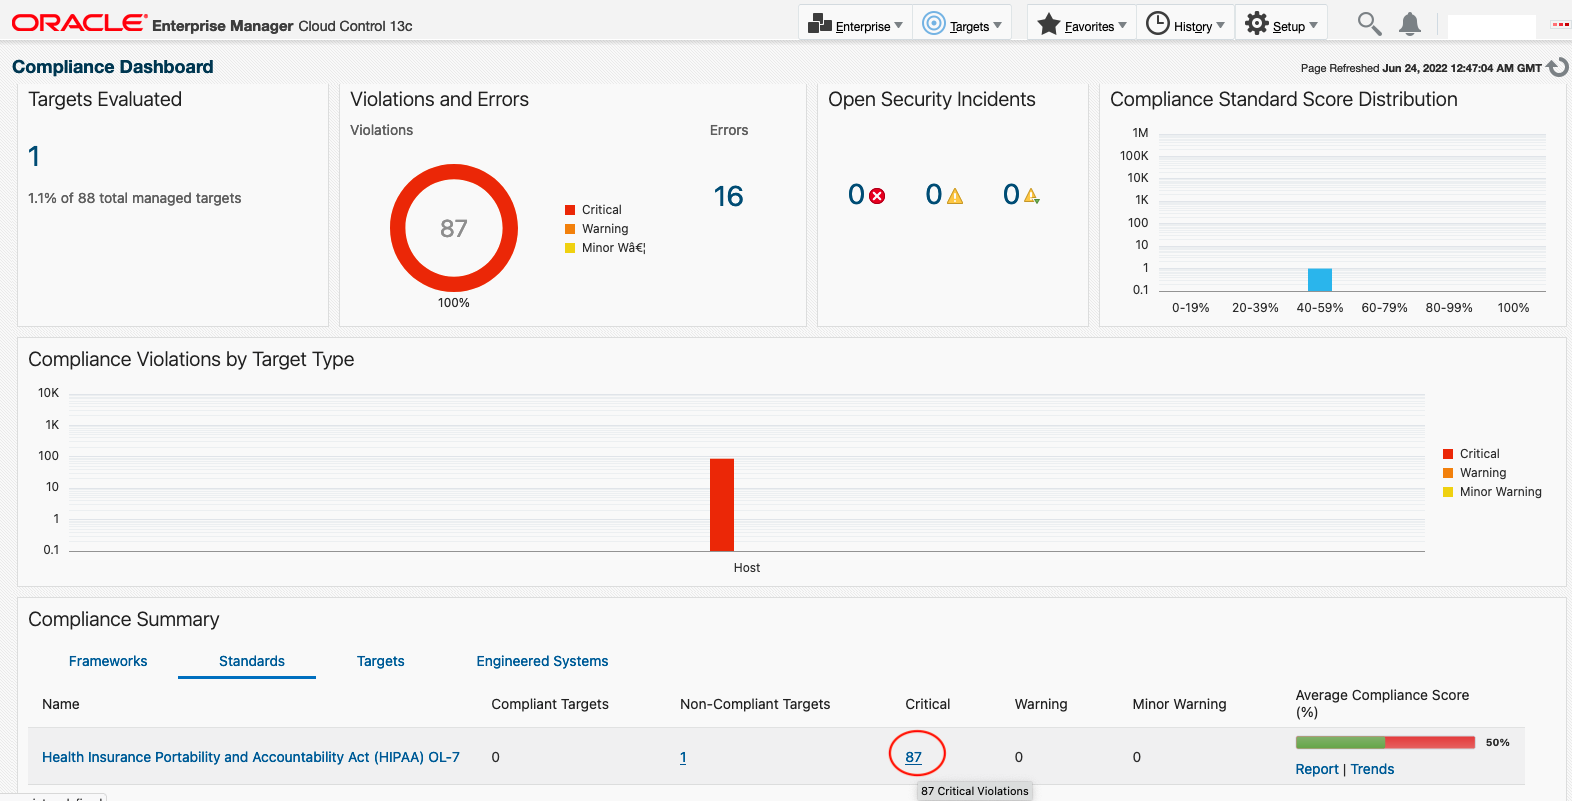 ORACLE® Enterprise Manager Cloud Control 13c
Enterprise
Targets
Favorites
History
Setup
Compliance Dashboard
Page Refreshed Jun 24, 2022 12:47:04 AM GMT
Targets Evaluated
1
1.1% of 88 total managed targets
Violations and Errors
Violations
Errors
87
100%
Critical
Warning
Minor Wâ€¦
16
Open Security Incidents
0
0
0
Compliance Standard Score Distribution
1M
100K
10K
1K
100
10
1
0.1
0-19%
20-39%
40-59%
60-79%
80-99%
100%
Compliance Violations by Target Type
10K
1K
100
10
1
0.1
Host
Critical
Warning
Minor Warning
Compliance Summary
Frameworks
Standards
Targets
Engineered Systems
Name
Compliant Targets
Non-Compliant Targets
Critical
Warning
Minor Warning
Average Compliance Score
(%)
Health Insurance Portability and Accountability Act (HIPAA) OL-7
0
1
87
0
0
50%
Report | Trends
87 Critical Violations